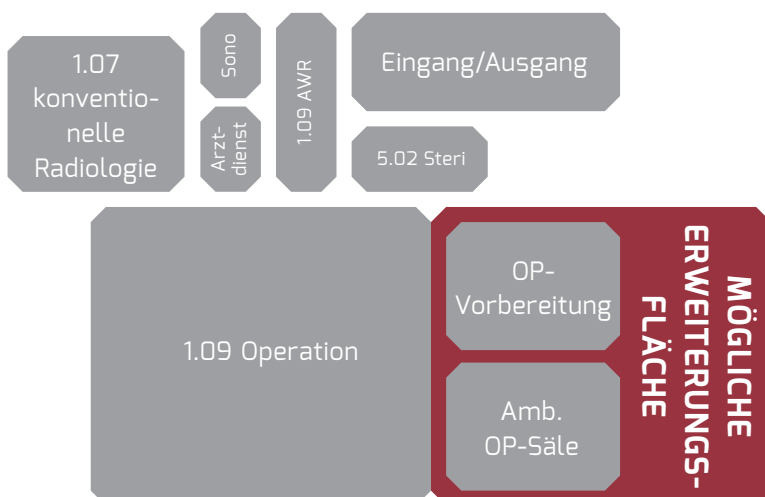 1.07
konventio-
nelle
Radiologie
Sono
Arzt-
dienst
1.09 AWR
Eingang/Ausgang
5.02 Steri
1.09 Operation
OP-
Vorbereitung
Amb.
OP-Säle
MÖGLICHE
ERWEITERUNGS-
FLÄCHE